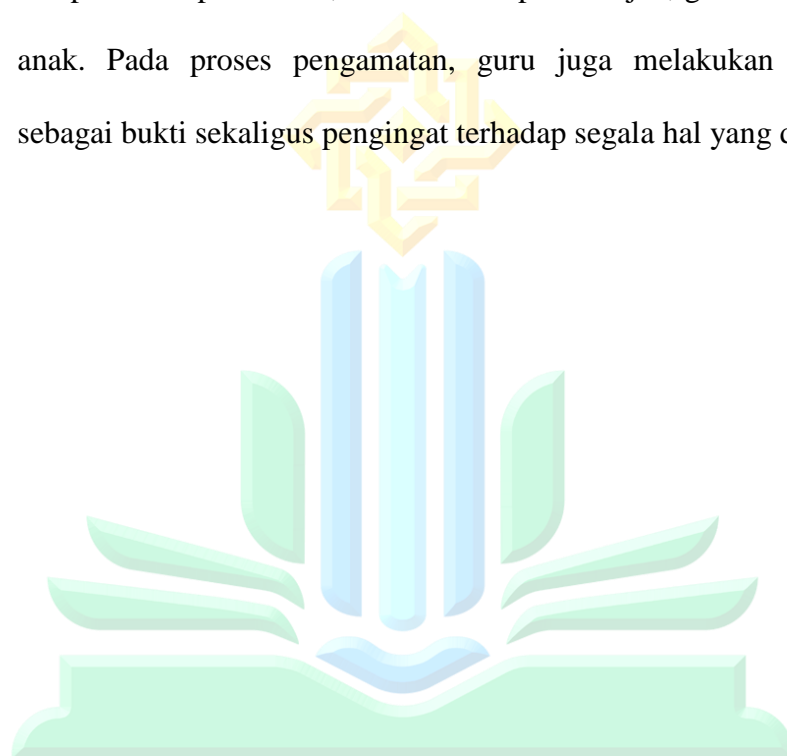 anak. Pada proses pengamatan, guru juga melakukan
sebagai bukti sekaligus pengingat terhadap segala hal yang